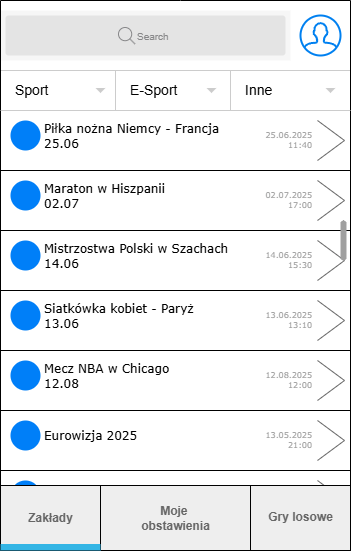 Search
Sport E-Sport Inne
Piłka nożna Niemcy - Francja
25.06
25.06.2025
11:40
Maraton w Hiszpanii
02.07
02.07.2025
17:00
Mistrzostwa Polski w Szachach
14.06
14.06.2025
15:30
Siatkówka kobiet - Paryż
13.06
13.06.2025
13:10
Mecz NBA w Chicago
12.08
12.08.2025
12:00
Eurowizja 2025
13.05.2025
21:00
Zakłady
Moje
obstawienia
Gry losowe